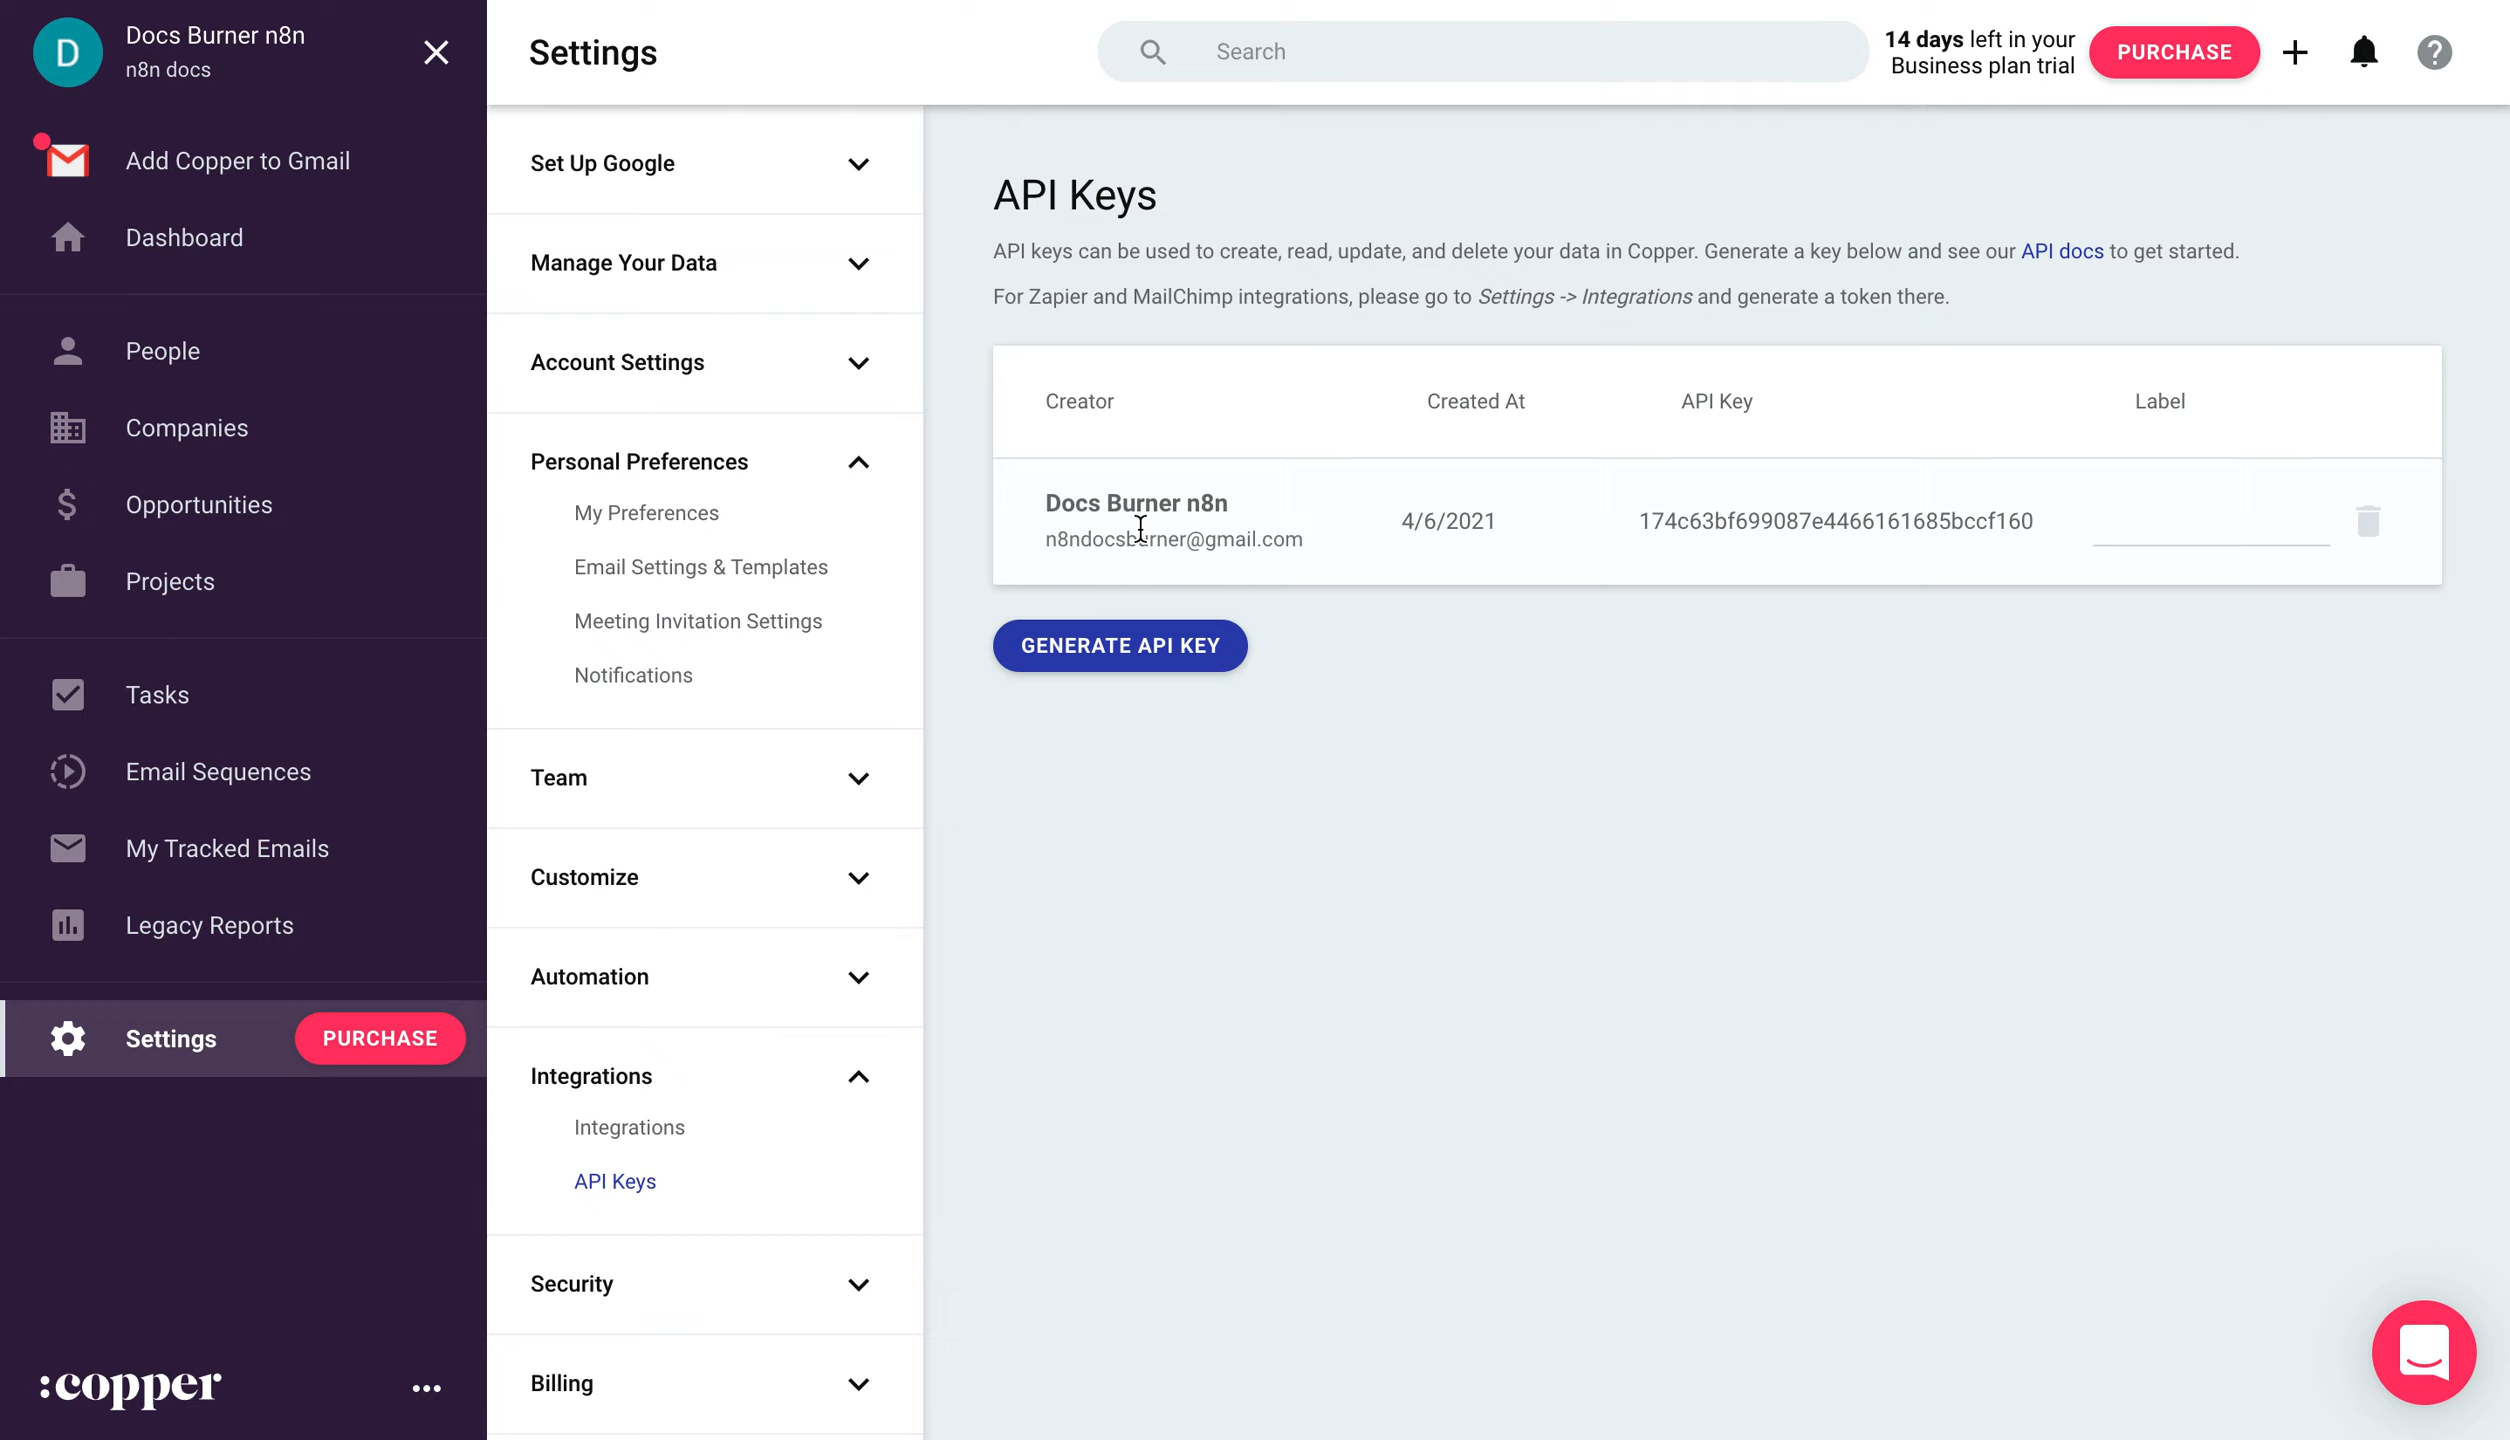 D
Docs Burner n8n
n8n docs
Add Copper to Gmail
Dashboard
People
Companies
Opportunities
Projects
Tasks
Email Sequences
My Tracked Emails
Legacy Reports
Settings
PURCHASE
:copper
Settings
Search
14 days left in your
Business plan trial
PURCHASE
Set Up Google
Manage Your Data
Account Settings
Personal Preferences
My Preferences
Email Settings & Templates
Meeting Invitation Settings
Notifications
Team
Customize
Automation
Integrations
Integrations
API Keys
Security
Billing
API Keys
API keys can be used to create, read, update, and delete your data in Copper. Generate a key below and see our API docs to get started.
For Zapier and MailChimp integrations, please go to Settings -> Integrations and generate a token there.
Creator Created At API Key Label
Docs Burner n8n
n8ndocsburner@gmail.com
4/6/2021
174c63bf699087e4466161685bccf160
GENERATE API KEY